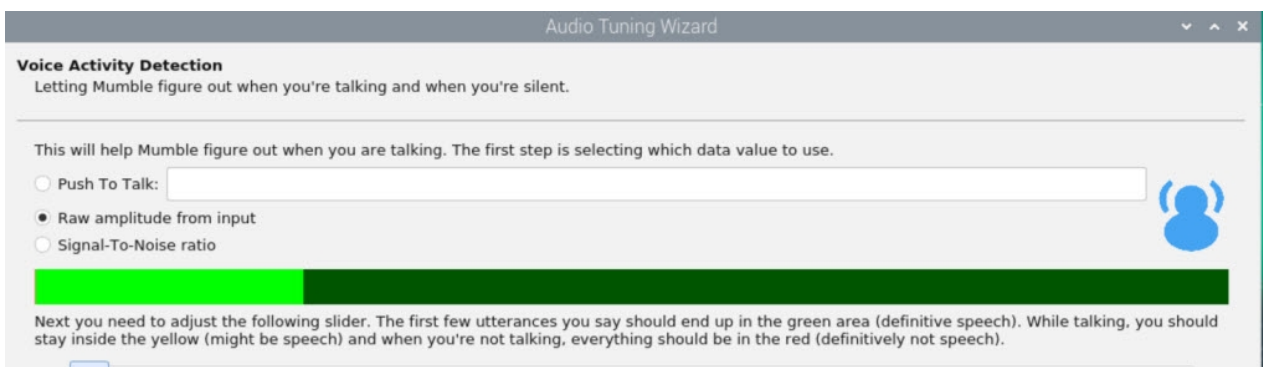 Audio Tuning Wizard
Voice Activity Detection
Letting Mumble figure out when you're talking and when you're silent.
This will help Mumble figure out when you are talking. The first step is selecting which data value to use.
Push To Talk:
Raw amplitude from input
Signal-To-Noise ratio
Next you need to adjust the following slider. The first few utterances you say should end up in the green area (definitive speech). While talking, you should
stay inside the yellow (might be speech) and when you're not talking, everything should be in the red (definitively not speech).